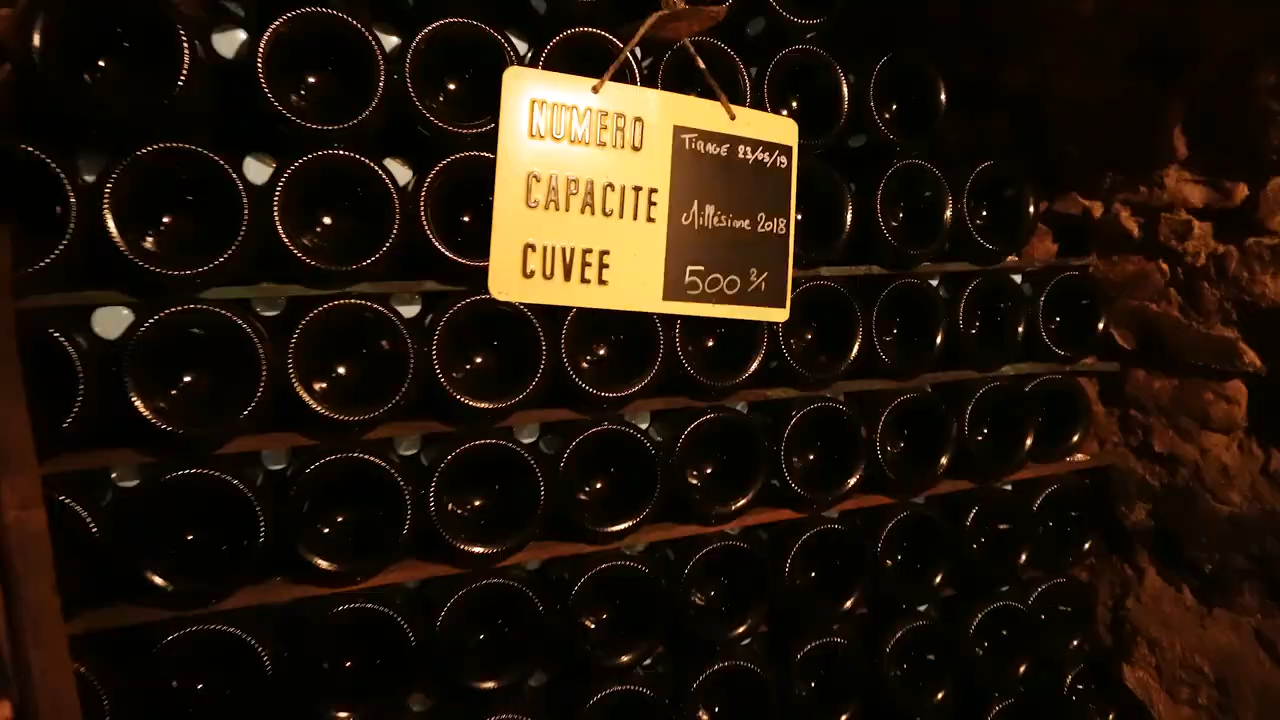 NUMERO
CAPACITE
CUVEE
TIRAGE 23/05/19
Millésime 2018
500 2/1